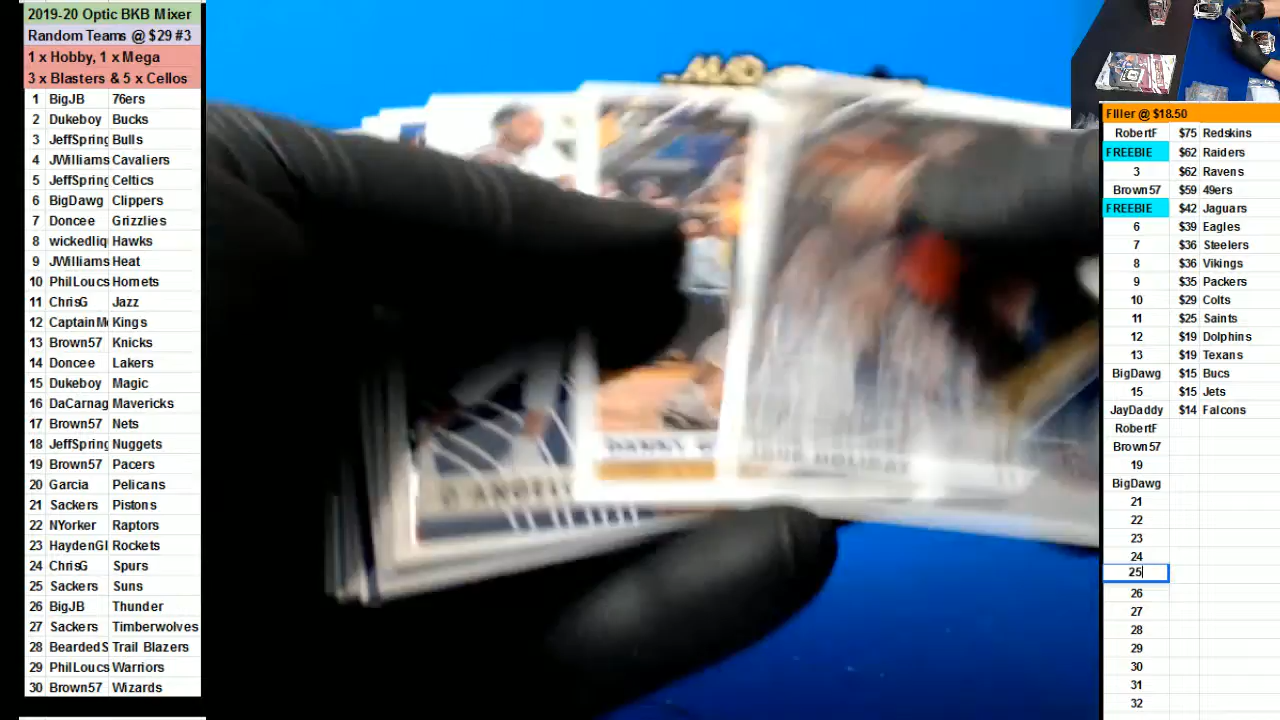 2019-20 Optic BKB Mixer
Random Teams @ $29 #3
1 x Hobby, 1 x Mega
3 x Blasters & 5 x Cellos
1 BigJB 76ers
2 Dukeboy Bucks
3 JeffSpring Bulls
4 JWilliams Cavaliers
5 JeffSpring Celtics
6 BigDawg Clippers
7 Doncee Grizzlies
8 wickedliq Hawks
9 JWilliams Heat
10 PhilLoucs Hornets
11 ChrisG Jazz
12 CaptainMc Kings
13 Brown57 Knicks
14 Doncee Lakers
15 Dukeboy Magic
16 DaCarnag Mavericks
17 Brown57 Nets
18 JeffSpring Nuggets
19 Brown57 Pacers
20 Garcia Pelicans
21 Sackers Pistons
22 NYorker Raptors
23 HaydenGl Rockets
24 ChrisG Spurs
25 Sackers Suns
26 BigJB Thunder
27 Sackers Timberwolves
28 BeardedS Trail Blazers
29 PhilLoucs Warriors
30 Brown57 Wizards
D'ANGEL
DANNY
HOLIDAY
Filler @ $18.50
RobertF $75 Redskins
FREEBIE $62 Raiders
3 $62 Ravens
Brown57 $59 49ers
FREEBIE $42 Jaguars
6 $39 Eagles
7 $36 Steelers
8 $36 Vikings
9 $35 Packers
10 $29 Colts
11 $25 Saints
12 $19 Dolphins
13 $19 Texans
BigDawg $15 Bucs
15 $15 Jets
JayDaddy $14 Falcons
RobertF
Brown57
19
BigDawg
21
22
23
24
25
26
27
28
29
30
31
32